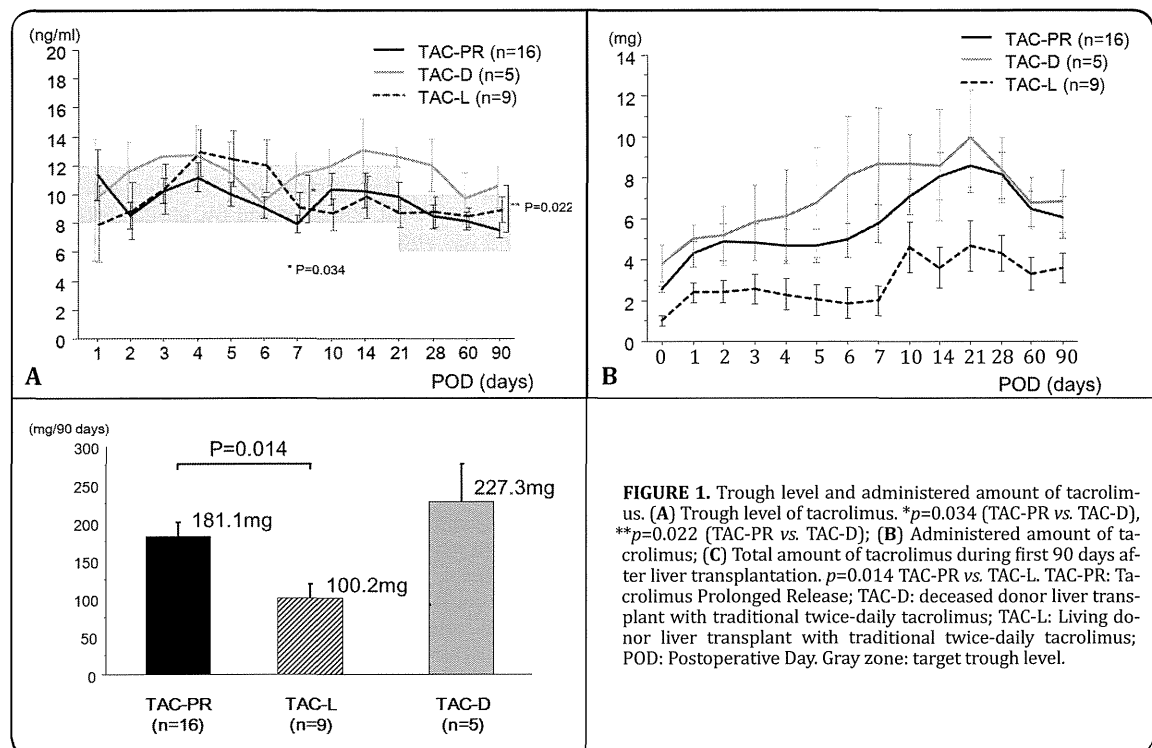 (ng/ml)
20
18
16
14
12
10
8
6
4
2
0
TAC-PR (n=16)
TAC-D (n=5)
TAC-L (n=9)
** P=0.022
* P=0.034
1 2 3 4 5 6 7 10 14 21 28 60 90
POD (days)
A
(mg)
14
12
10
8
6
4
2
0
TAC-PR (n=16)
TAC-D (n=5)
TAC-L (n=9)
0 1 2 3 4 5 6 7 10 14 21 28 60 90
POD (days)
B
(mg/90 days)
300
250
200
150
100
50
0
P=0.014
181.1mg
100.2mg
227.3mg
TAC-PR TAC-L TAC-D
(n=16) (n=9) (n=5)
FIGURE 1. Trough level and administered amount of tacrolim-
us. (A) Trough level of tacrolimus. *p=0.034 (TAC-PR vs. TAC-D),
**p=0.022 (TAC-PR vs. TAC-D); (B) Administered amount of ta-
crolimus; (C) Total amount of tacrolimus during first 90 days af-
ter liver transplantation. p=0.014 TAC-PR vs. TAC-L. TAC-PR: Ta-
crolimus Prolonged Release; TAC-D: deceased donor liver trans-
plant with traditional twice-daily tacrolimus; TAC-L: Living do-
nor liver transplant with traditional twice-daily tacrolimus;
POD: Postoperative Day. Gray zone: target trough level.